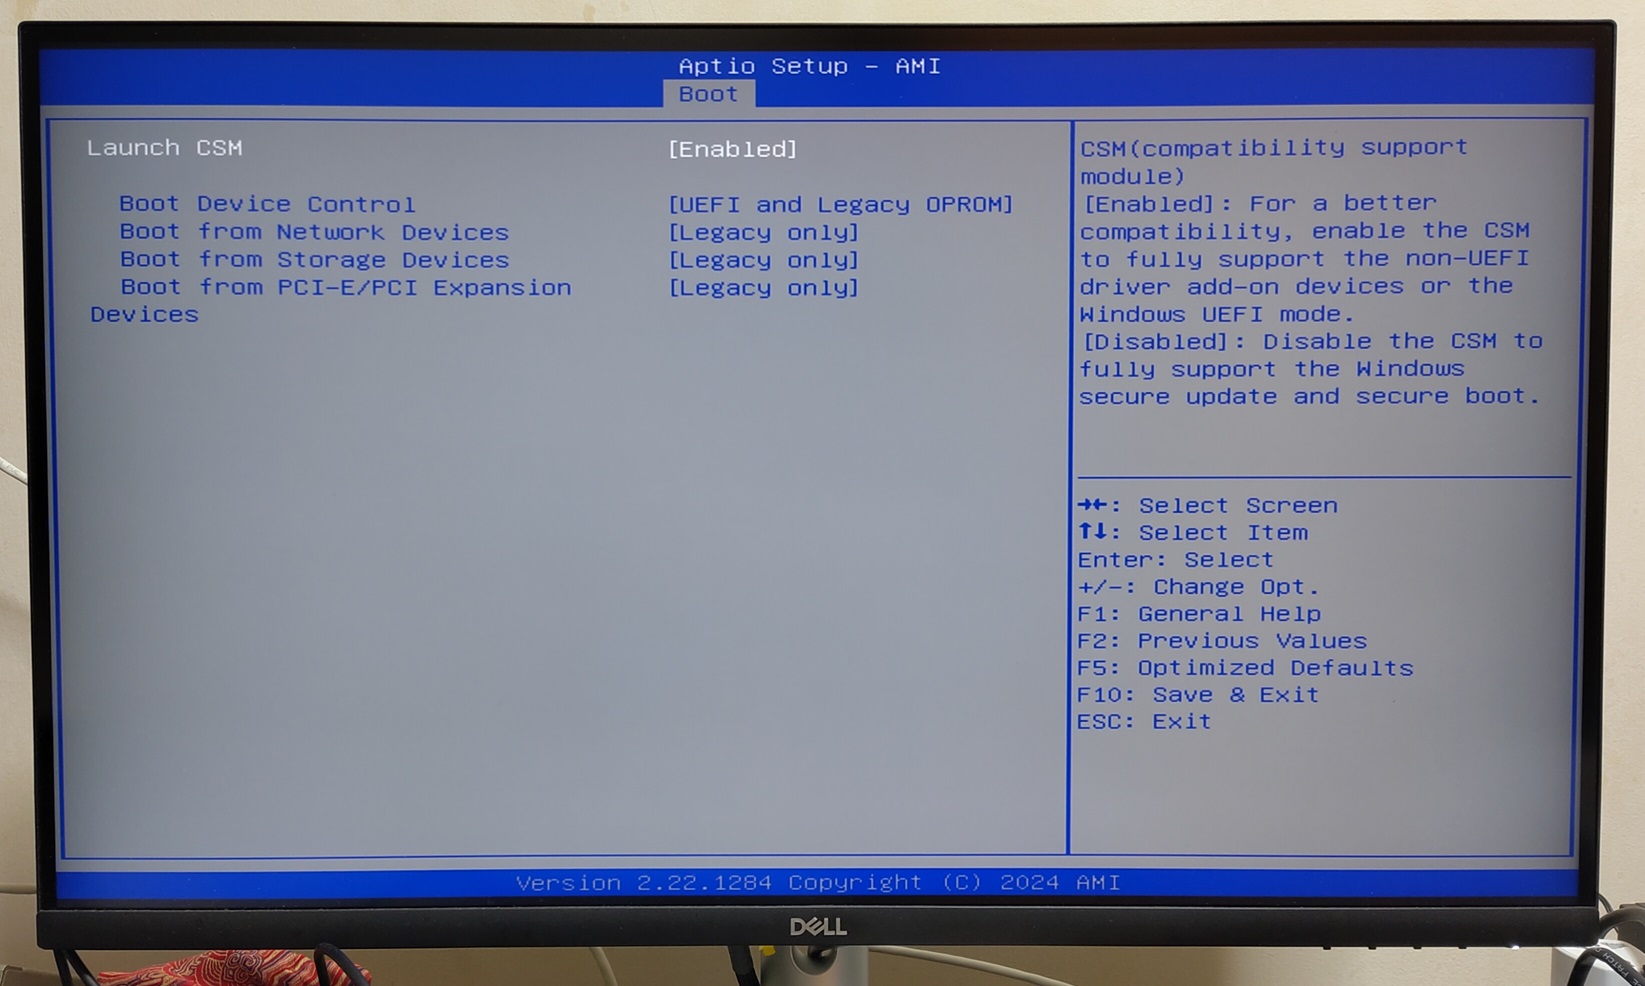 Aptio Setup – AMI
Boot
Launch CSM [Enabled]
Boot Device Control [UEFI and Legacy OPROM]
Boot from Network Devices [Legacy only]
Boot from Storage Devices [Legacy only]
Boot from PCI-E/PCI Expansion [Legacy only]
Devices
CSM(compatibility support
module)
[Enabled]: For a better
compatibility, enable the CSM
to fully support the non-UEFI
driver add-on devices or the
Windows UEFI mode.
[Disabled]: Disable the CSM to
fully support the Windows
secure update and secure boot.
→←: Select Screen
↑↓: Select Item
Enter: Select
+/-: Change Opt.
F1: General Help
F2: Previous Values
F5: Optimized Defaults
F10: Save & Exit
ESC: Exit
Version 2.22.1284 Copyright (C) 2024 AMI
DELL